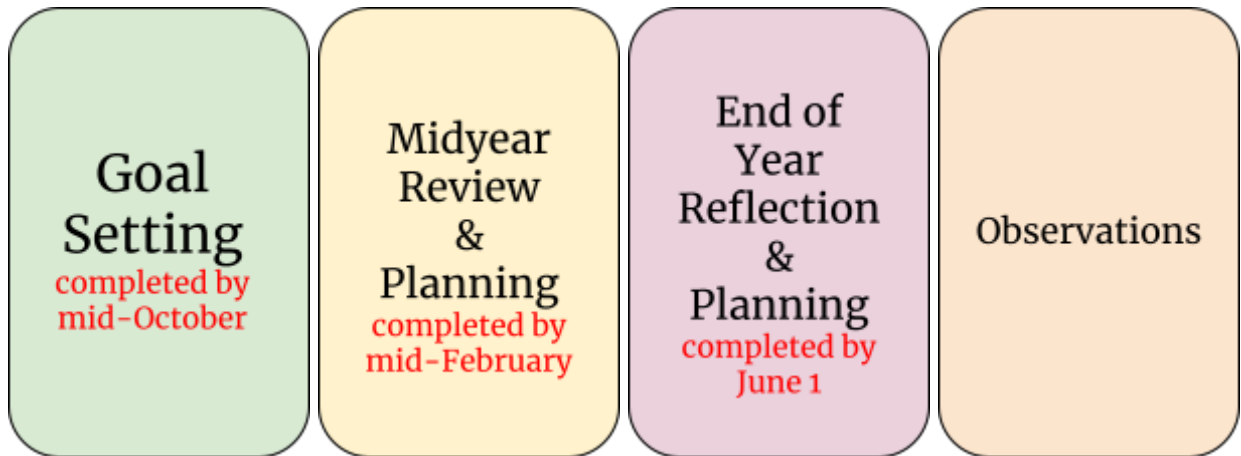 Goal
Setting
completed by
mid-October
Midyear
Review
&
Planning
completed by
mid-February
End of
Year
Reflection
&
Planning
completed by
June 1
Observations